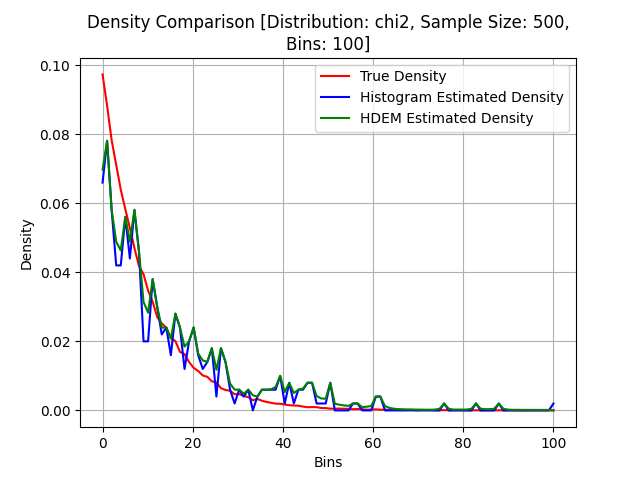 Density Comparison [Distribution: chi2, Sample Size: 500,
Bins: 100]
True Density
Histogram Estimated Density
HDEM Estimated Density
Density
0.10
0.08
0.06
0.04
0.02
0.00
0 20 40 60 80 100
Bins